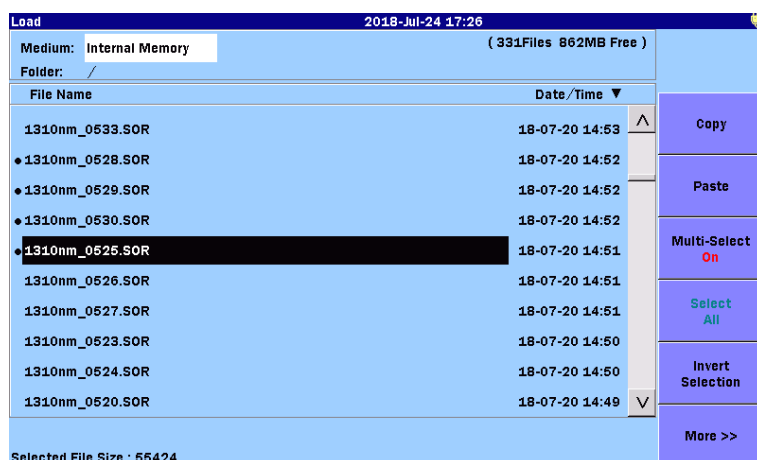 Load 2018-Jul-24 17:26
Medium: Internal Memory (331Files 862MB Free)
Folder: /
File Name Date/Time ▼
1310nm_0533.SOR 18-07-20 14:53
1310nm_0528.SOR 18-07-20 14:52
1310nm_0529.SOR 18-07-20 14:52
1310nm_0530.SOR 18-07-20 14:52
1310nm_0525.SOR 18-07-20 14:51
1310nm_0526.SOR 18-07-20 14:51
1310nm_0527.SOR 18-07-20 14:51
1310nm_0523.SOR 18-07-20 14:50
1310nm_0524.SOR 18-07-20 14:50
1310nm_0520.SOR 18-07-20 14:49
Selected File Size : 55424
Copy
Paste
Multi-Select
On
Select
All
Invert
Selection
More >>